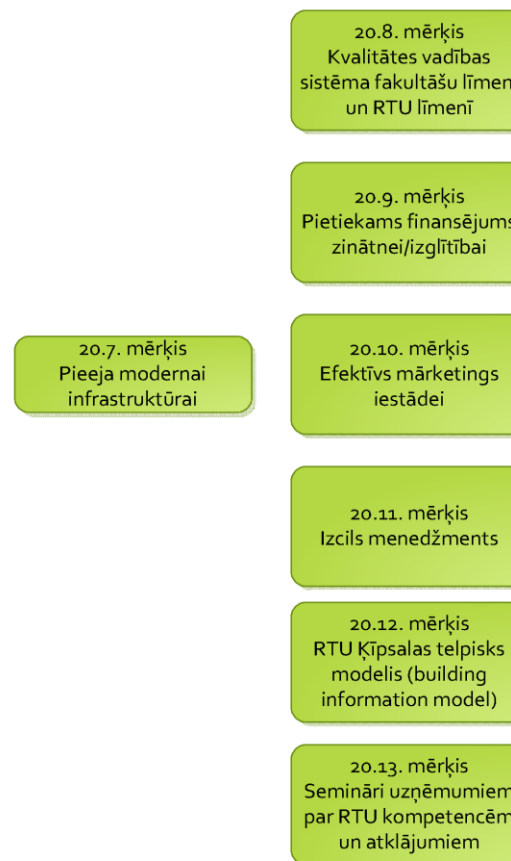 20.8. mērķis
Kvalitātes vadības
sistēma fakultāšu līmen
un RTU līmenī
20.9. mērķis
Pietiekams finansējums
zinātnei/izglītībai
20.7. mērķis
Pieeja modernai
infrastruktūrai
20.10. mērķis
Efektīvs mārketings
iestādei
20.11. mērķis
Izcils menedžments
20.12. mērķis
RTU Ķīpsalas telpisks
modelis (building
information model)
20.13. mērķis
Semināri uzņēmumiem
par RTU kompetencēm
un atklājumiem